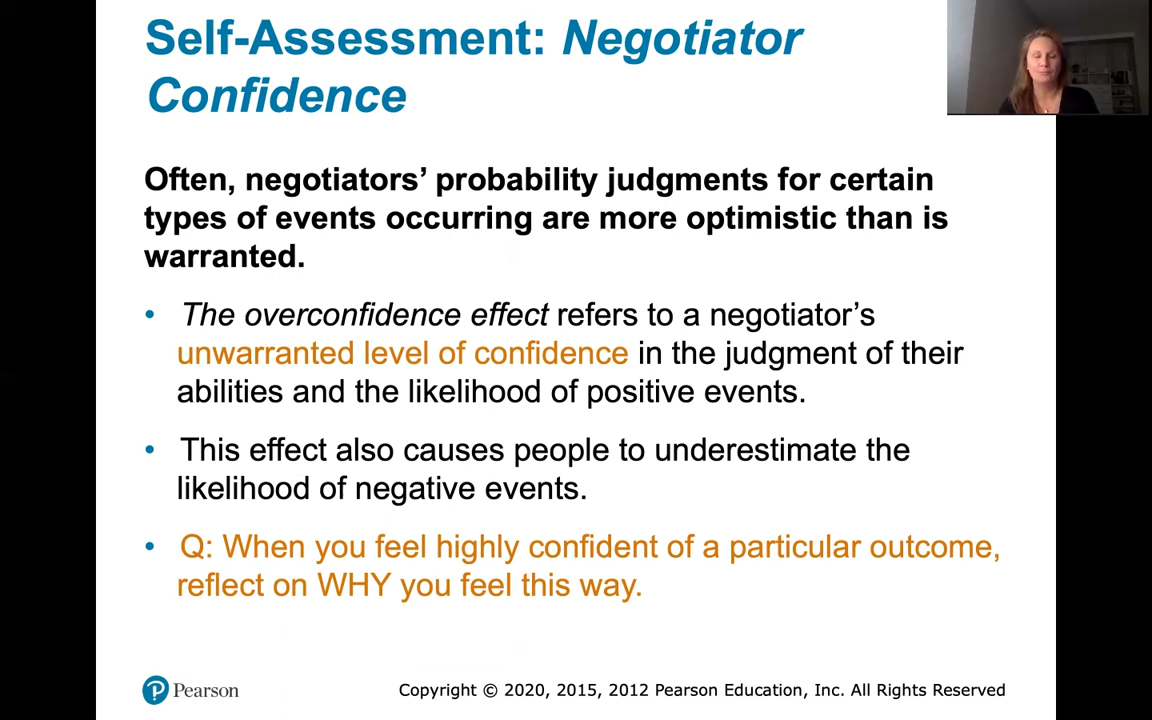 Self-Assessment: Negotiator
Confidence
Often, negotiators’ probability judgments for certain
types of events occurring are more optimistic than is
warranted.
• The overconfidence effect refers to a negotiator’s
unwarranted level of confidence in the judgment of their
abilities and the likelihood of positive events.
• This effect also causes people to underestimate the
likelihood of negative events.
• Q: When you feel highly confident of a particular outcome,
reflect on WHY you feel this way.
P Pearson
Copyright © 2020, 2015, 2012 Pearson Education, Inc. All Rights Reserved